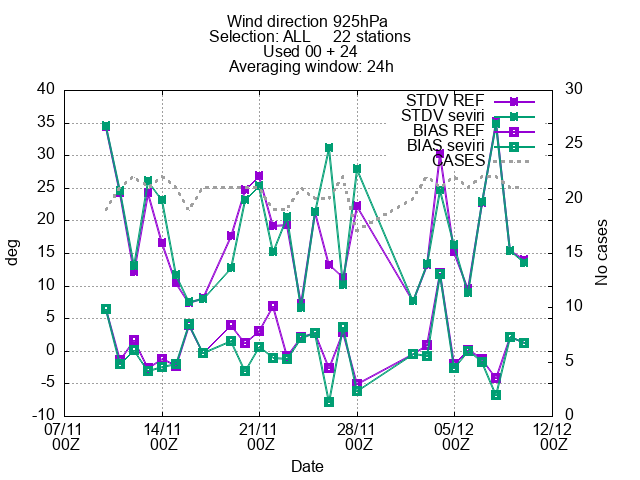 Wind direction 925hPa
Selection: ALL 22 stations
Used 00 + 24
Averaging window: 24h
STDV REF
STDV seviri
BIAS REF
BIAS seviri
CASES
deg
40
35
30
25
20
15
10
5
0
-5
-10
No cases
30
25
20
15
10
5
0
07/11 14/11 21/11 28/11 05/12 12/12
00Z 00Z 00Z 00Z 00Z 00Z
Date